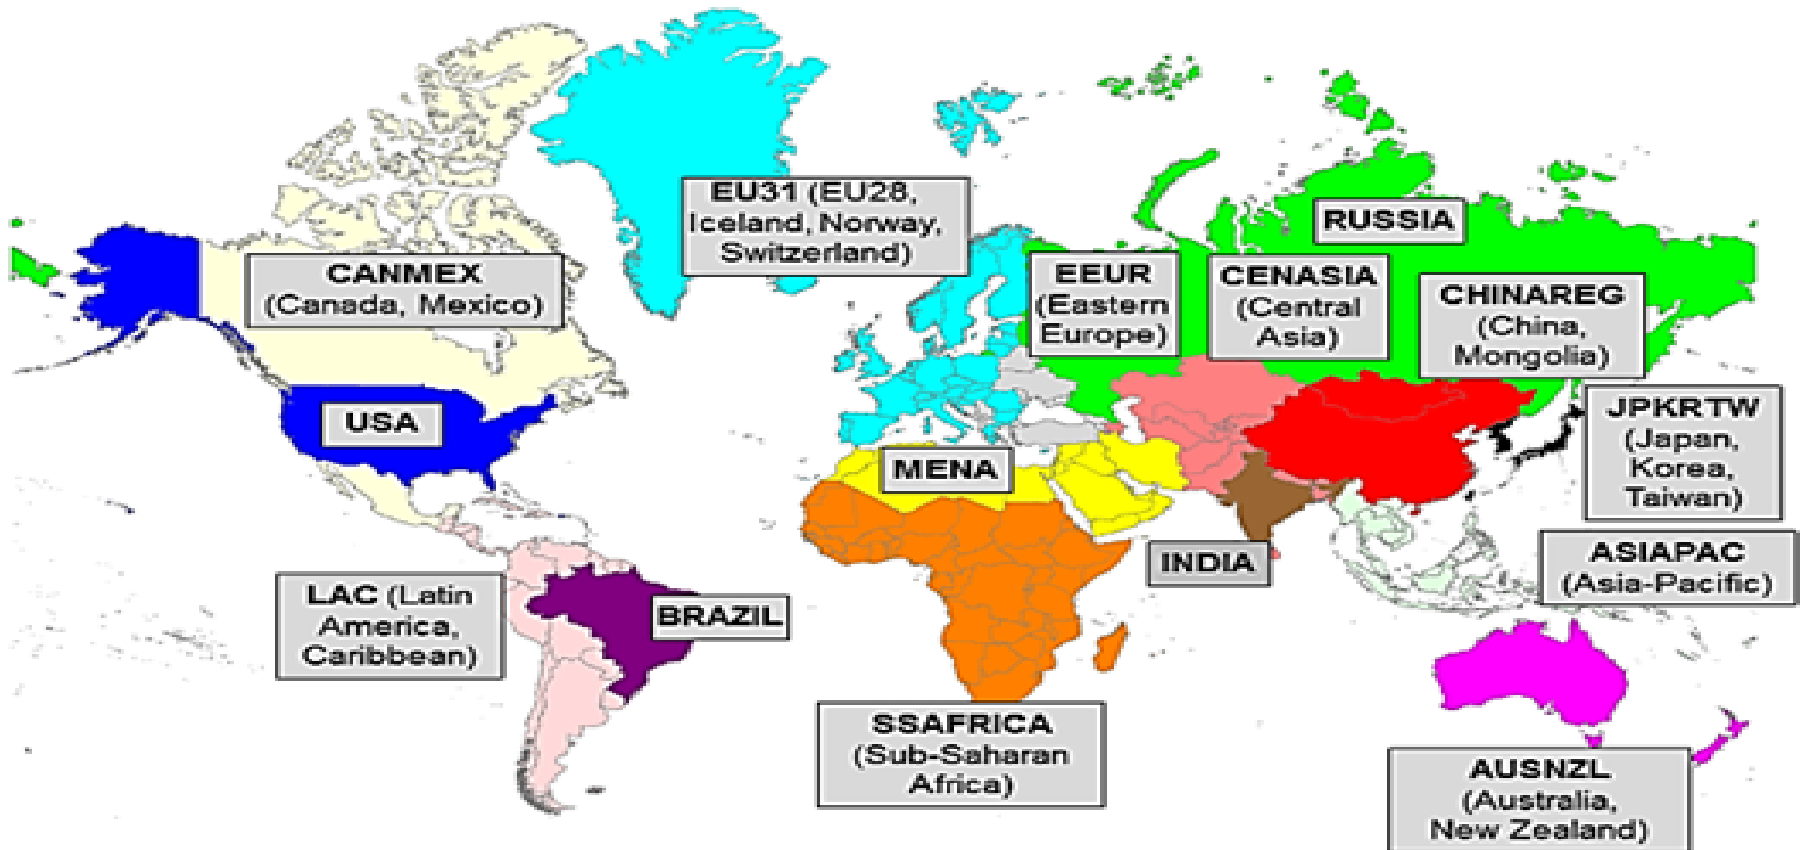 EU31 (EU28,
Iceland, Norway,
Switzerland)
RUSSIA
CANMEX
(Canada, Mexico)
EEUR
(Eastern
Europe)
CENASIA
(Central
Asia)
CHINAREG
(China,
Mongolia)
USA
JPKRTW
(Japan,
Korea,
Taiwan)
MENA
INDIA
ASIAPAC
(Asia-Pacific)
LAC (Latin
America,
Caribbean)
BRAZIL
SSAFRICA
(Sub-Saharan
Africa)
AUSNZL
(Australia,
New Zealand)